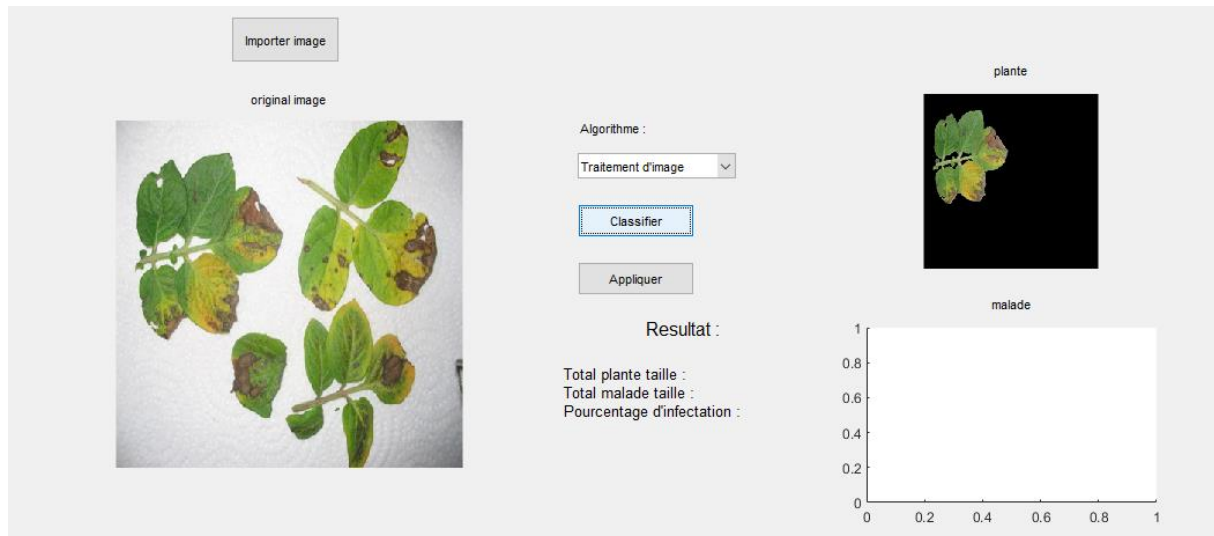 Importer image
original image
Algorithme :
Traitement d'image
Classifier
Appliquer
Resultat :
Total plante taille :
Total malade taille :
Pourcentage d'infectation :
plante
malade
1
0.8
0.6
0.4
0.2
0
0 0.2 0.4 0.6 0.8 1